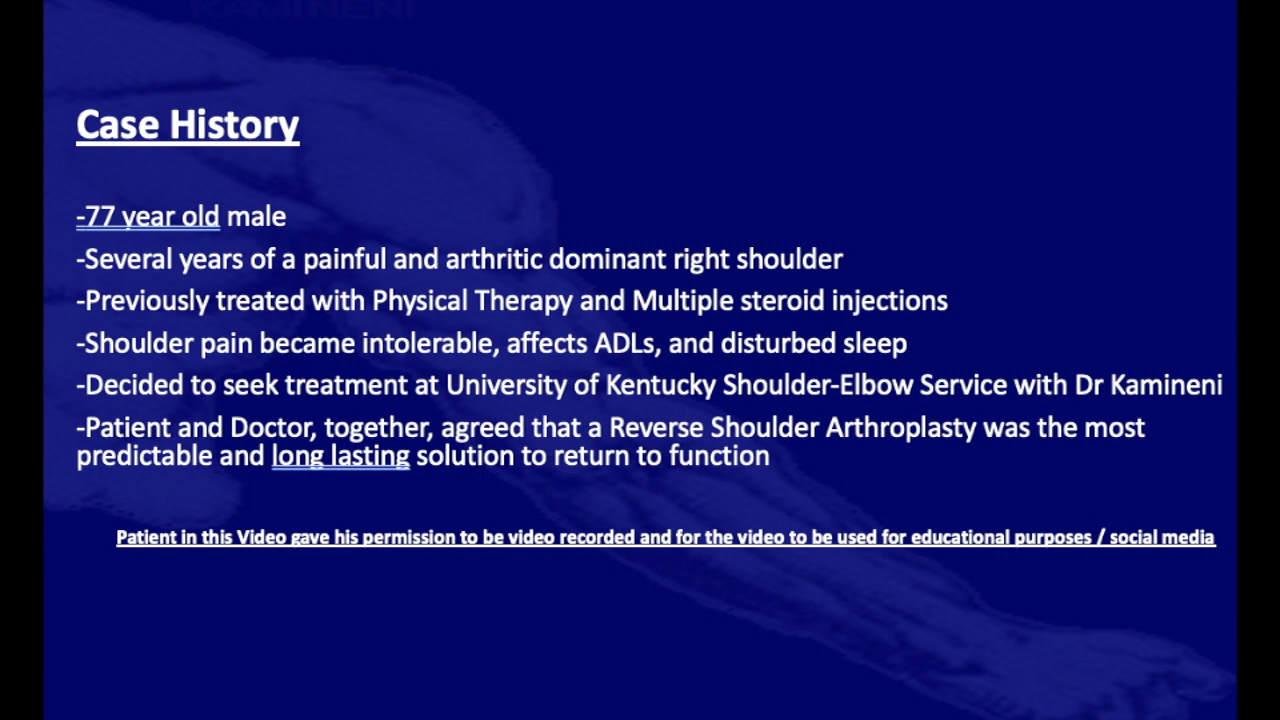 KAMINENI
Case History
-77 year old male
-Several years of a painful and arthritic dominant right shoulder
-Previously treated with Physical Therapy and Multiple steroid injections
-Shoulder pain became intolerable, affects ADLs, and disturbed sleep
-Decided to seek treatment at University of Kentucky Shoulder-Elbow Service with Dr Kamineni
-Patient and Doctor, together, agreed that a Reverse Shoulder Arthroplasty was the most
predictable and long lasting solution to return to function
Patient in this Video gave his permission to be video recorded and for the video to be used for educational purposes / social media